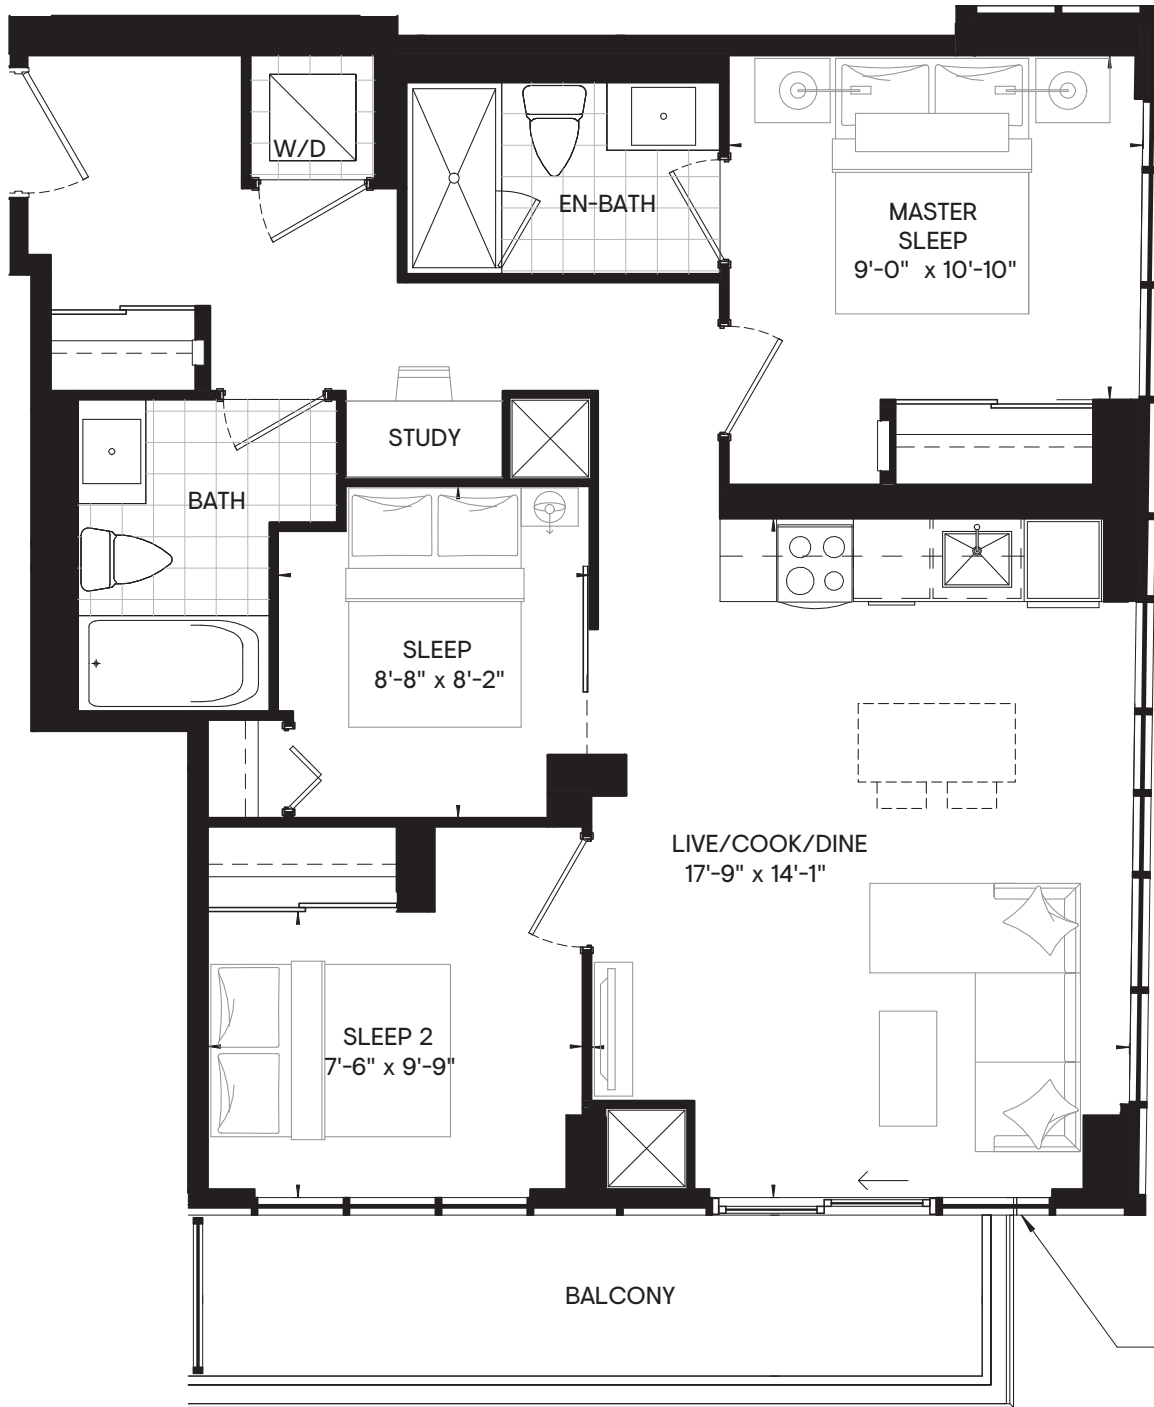 W/D
EN-BATH
MASTER
SLEEP
9'-0" x 10'-10"
STUDY
BATH
SLEEP
8'-8" x 8'-2"
LIVE/COOK/DINE
17'-9" x 14'-1"
SLEEP 2
7'-6" x 9'-9"
BALCONY